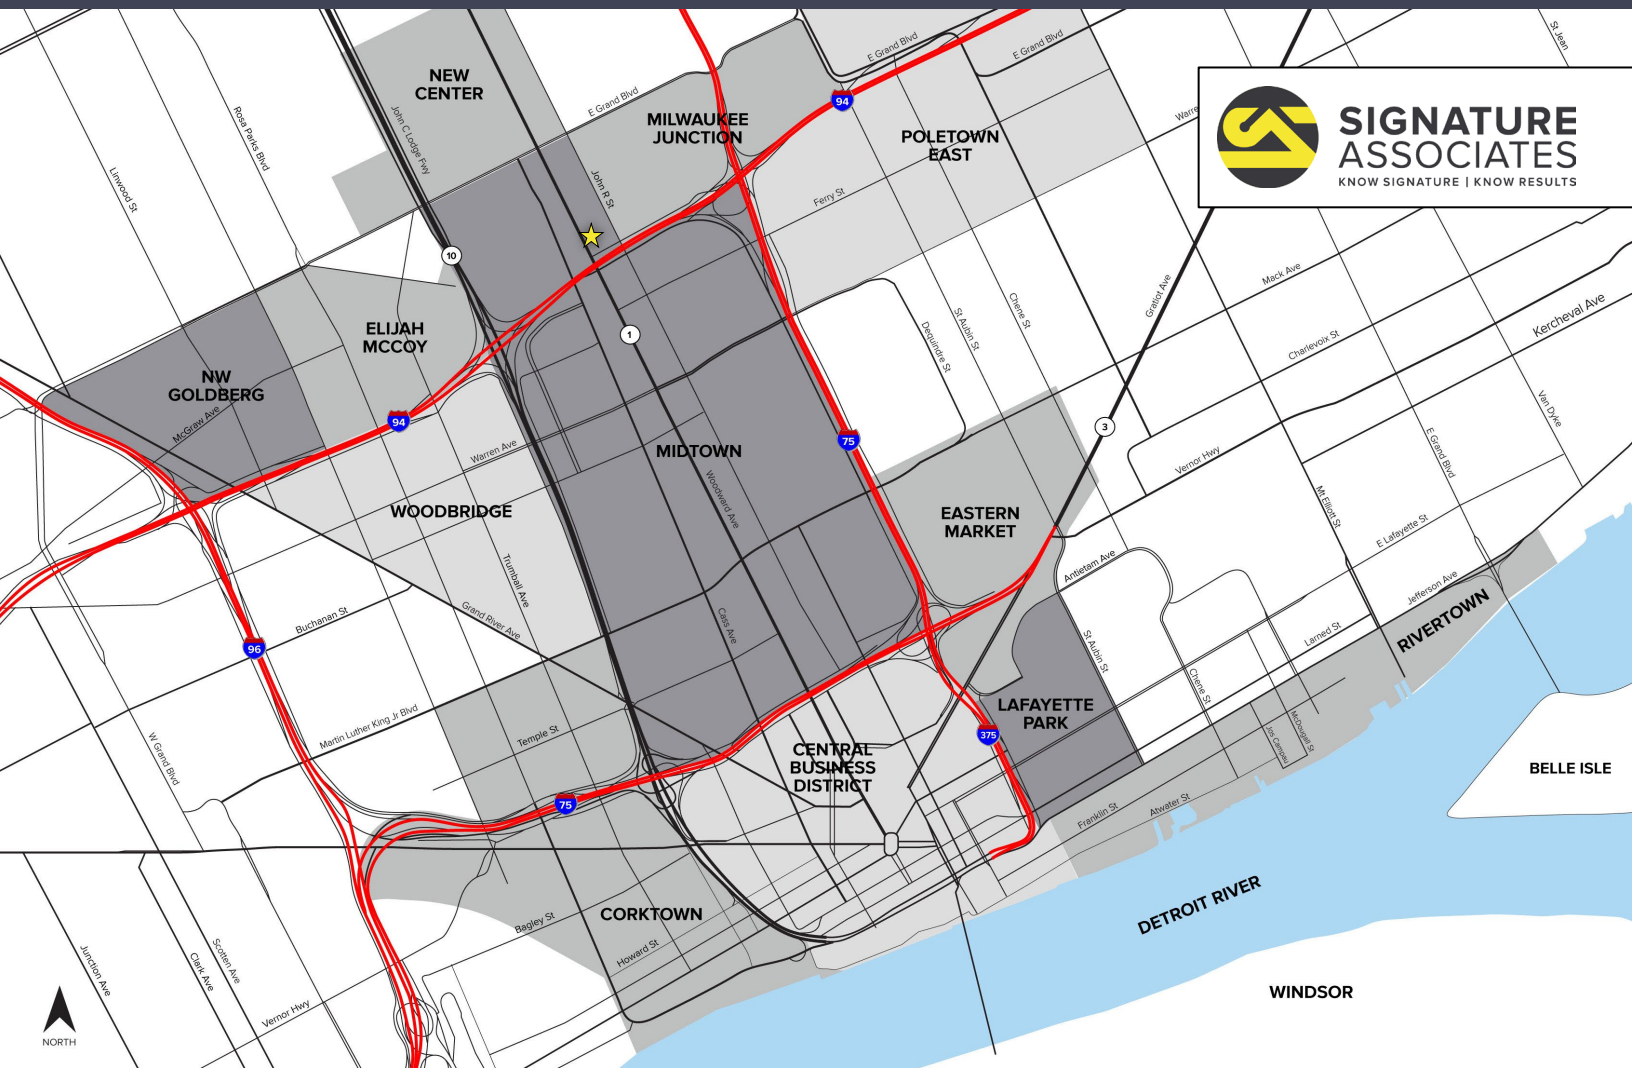 St Jean
E Grand Blvd
E Grand Blvd
NEW
CENTER
94
E Grand Blvd
John C Lodge Fwy
Rosa Parks Blvd
MILWAUKEE
JUNCTION
POLETOWN
EAST
Warre
SIGNATURE
ASSOCIATES
KNOW SIGNATURE | KNOW RESULTS
Linwood St
John R St
Ferry St
10
Mack Ave
Gratiot Ave
Chene St
St Aubin St
Dequindre St
Kercheval Ave
Charlevoix St
1
ELIJAH
MCCOY
NW
GOLDBERG
McGraw Ave
94
Warren Ave
MIDTOWN
75
3
Van Dyke
E Grand Blvd
Vernor Hwy
Woodward Ave
WOODBRIDGE
EASTERN
MARKET
Mt Elliott St
E Lafayette St
Antietam Ave
Jefferson Ave
Trumball Ave
Grand River Ave
Buchanan St
Cass Ave
96
St Aubin St
Larned St
RIVERTOWN
Chene St
LAFAYETTE
PARK
375
McDougall St
Jos Campau
Martin Luther King Jr Blvd
Temple St
W Grand Blvd
CENTRAL
BUSINESS
DISTRICT
75
BELLE ISLE
Franklin St
Atwater St
CORKTOWN
Bagley St
Howard St
DETROIT RIVER
Junction Ave
Clark Ave
Scotten Ave
Vernor Hwy
WINDSOR
NORTH